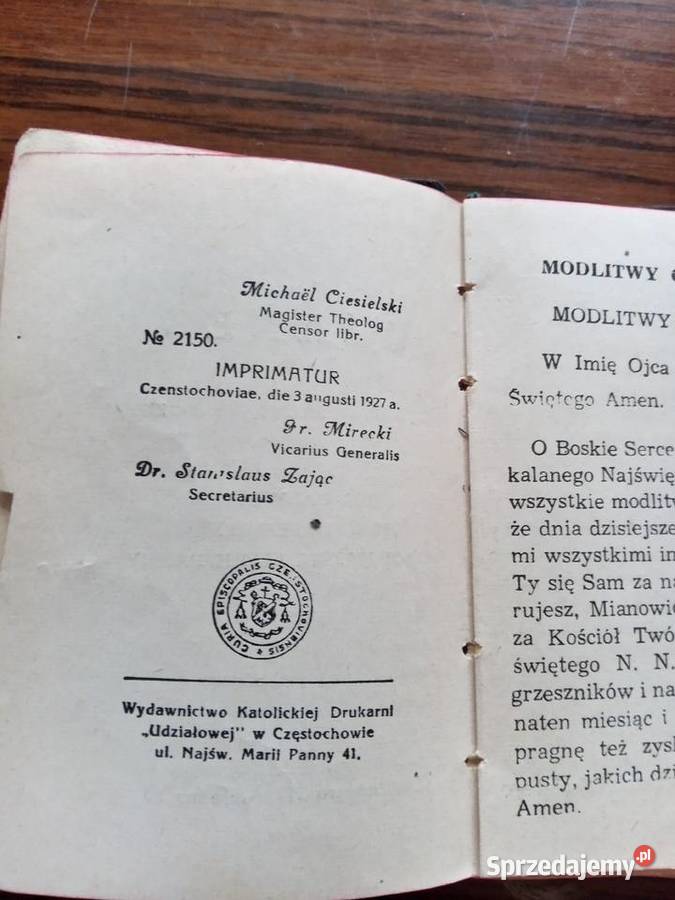 Michaël Ciesielski
Magister Theolog
Censor libr.
№ 2150.
IMPRIMATUR
Czenstochoviae, die 3 augusti 1927 a.
Fr. Mirecki
Vicarius Generalis
Dr. Stanislaus Zając
Secretarius
CURIA EPISCOPALIS CZĘSTOCHOVIENSIS
Wydawnictwo Katolickiej Drukarni
„Udziałowej" w Częstochowie
ul. Najśw. Marii Panny 41.
MODLITWY
MODLITWY
W Imię Ojca
Świętego Amen.
O Boskie Serce
kalanego Najświę
wszystkie modlitw
że dnia dzisiejsze
mi wszystkimi in
Ty się Sam za na
rujesz, Mianowic
za Kościół Twó
świętego N. N.
grzeszników i na
naten miesiąc i
pragnę też zysk
pusty, jakich dzi
Amen.
Sprzedajemy.pl